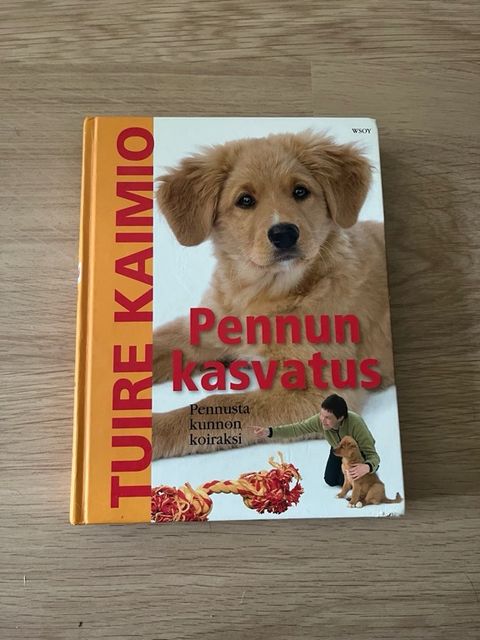 TUIRE KAIMIO
WSOY
Pennun
kasvatus
Pennusta
kunnon
koiraksi